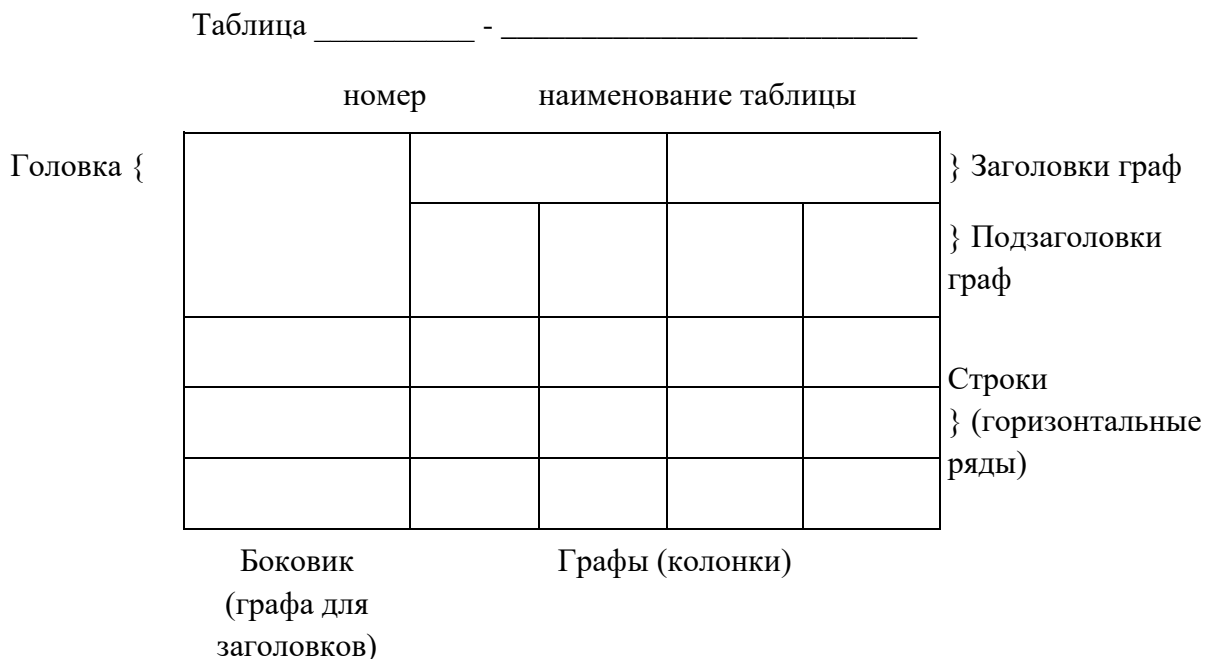 Таблица __________ - __________________________
номер наименование таблицы
Головка {
} Заголовки граф
} Подзаголовки
граф
Строки
} (горизонтальные
ряды)
Боковик
(графа для
заголовков)
Графы (колонки)